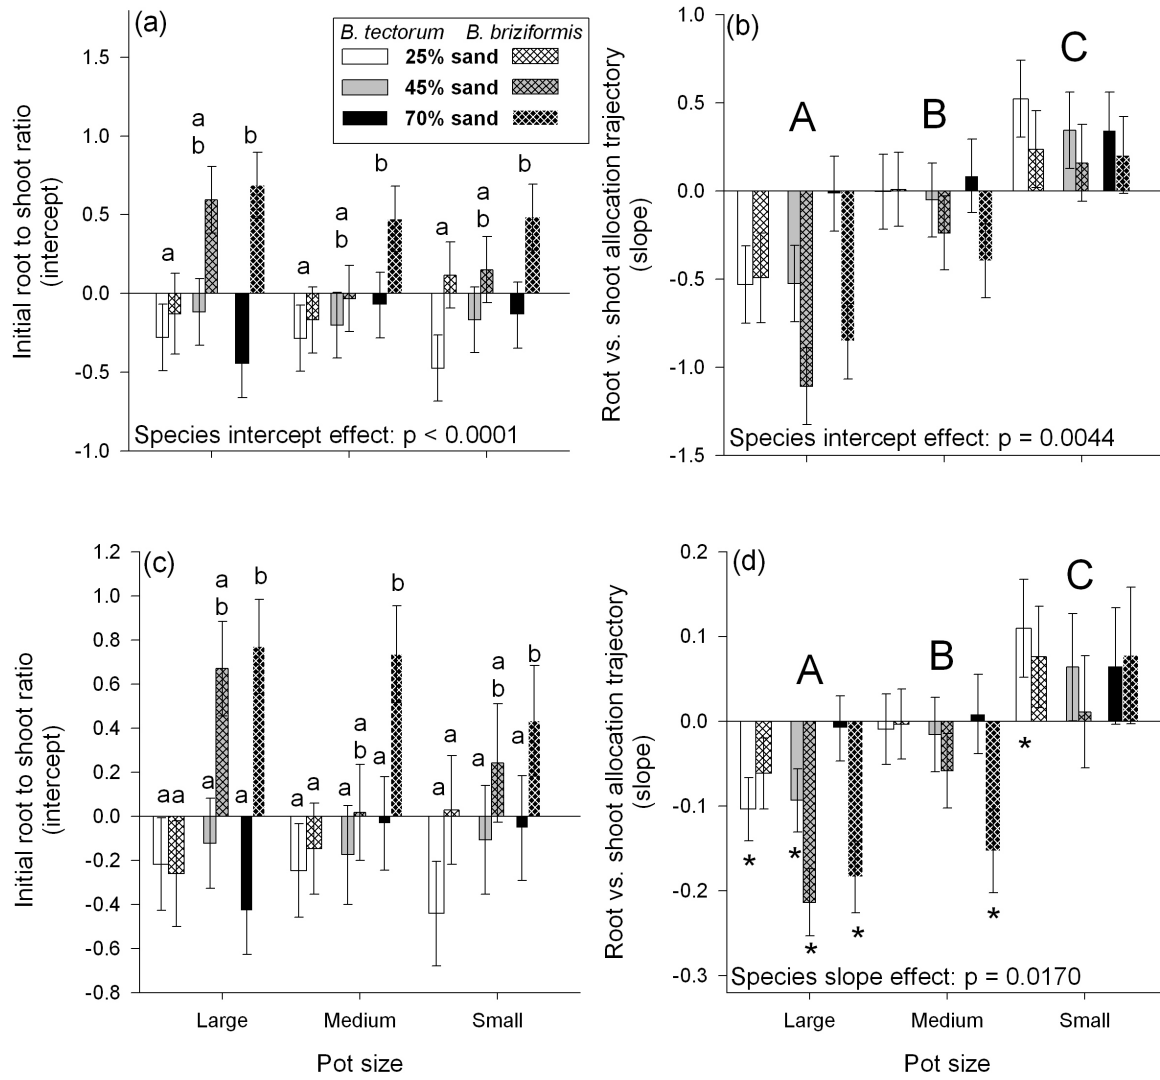 (a)
B. tectorum B. briziformis
25% sand
45% sand
70% sand
Initial root to shoot ratio
(intercept)
1.5
1.0
0.5
0.0
-0.5
-1.0
a
a
b
b
a
a
b
b
a
a
b
b
Species intercept effect: p < 0.0001
(b)
Root vs. shoot allocation trajectory
(slope)
1.0
0.5
0.0
-0.5
-1.0
-1.5
A
B
C
Species intercept effect: p = 0.0044
(c)
Initial root to shoot ratio
(intercept)
1.2
1.0
0.8
0.6
0.4
0.2
0.0
-0.2
-0.4
-0.6
-0.8
a a
a
a
b
a
b
a
a
a
a
b
a
b
a
a
a
a
b
a
b
Large Medium Small
Pot size
(d)
Root vs. shoot allocation trajectory
(slope)
0.2
0.1
0.0
-0.1
-0.2
-0.3
A
B
C
*
*
*
*
*
*
Species slope effect: p = 0.0170
Large Medium Small
Pot size